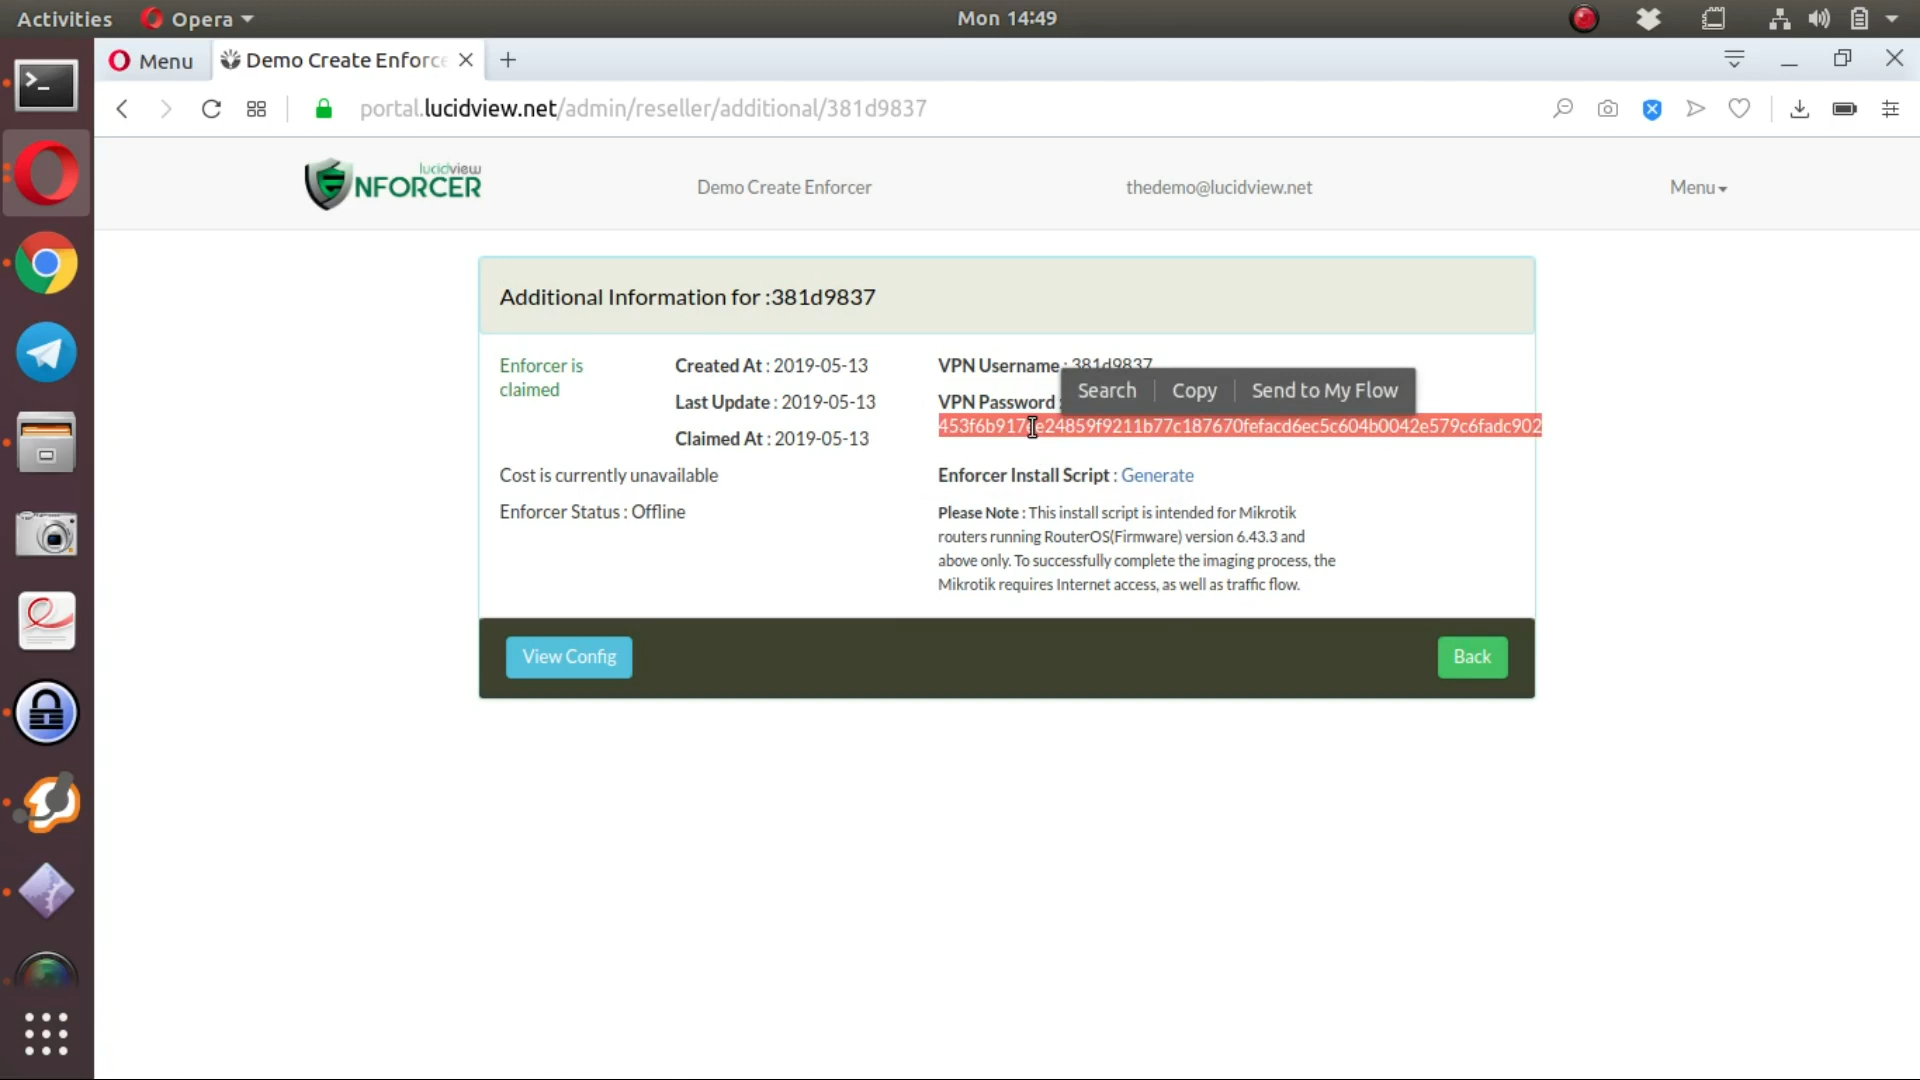 Activities Opera Mon 14:49
Menu Demo Create Enforce
portal.lucidview.net/admin/reseller/additional/381d9837
lucidview
NFORCER
Demo Create Enforcer thedemo@lucidview.net Menu
Additional Information for :381d9837
Enforcer is
claimed
Created At : 2019-05-13
Last Update : 2019-05-13
Claimed At : 2019-05-13
Cost is currently unavailable
Enforcer Status : Offline
VPN Username : 381d9837
Search Copy Send to My Flow
VPN Password :
Enforcer Install Script : Generate
Please Note : This install script is intended for Mikrotik
routers running RouterOS(Firmware) version 6.43.3 and
above only. To successfully complete the imaging process, the
Mikrotik requires Internet access, as well as traffic flow.
View Config Back